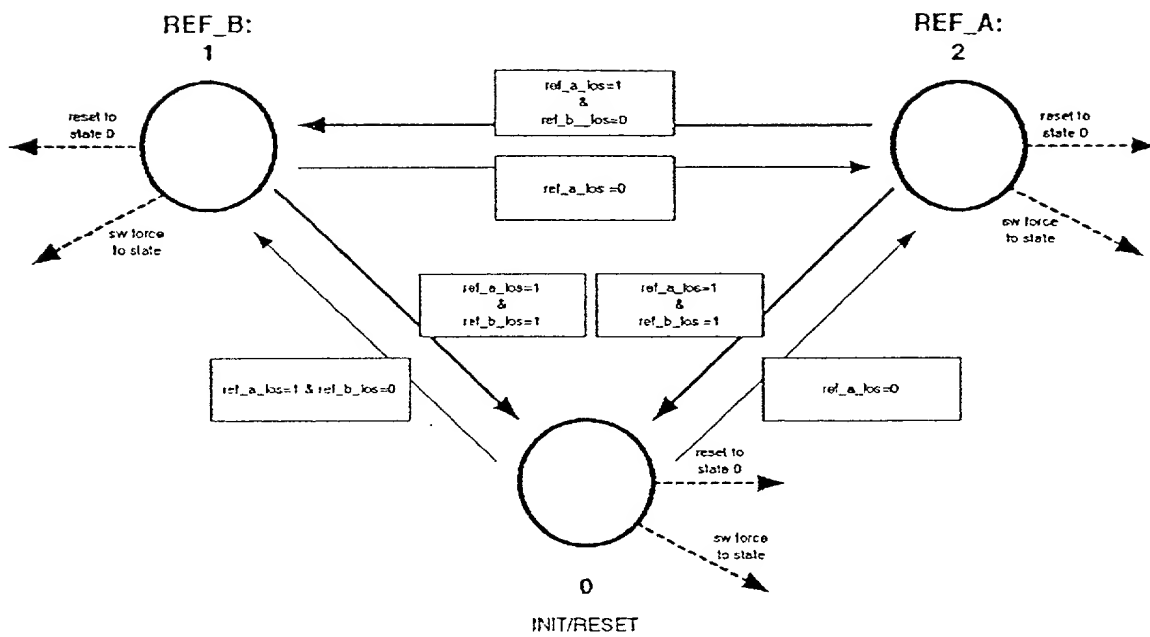 REF_B:
1
REF_A:
2
ref_a_los=1
&
ref_b_los=0
reset to
state 0
reset to
state 0
ref_a_los =0
sw force
to state
sw force
to state
ref_a_los=1
&
ref_b_los=1
ref_a_los=1
&
ref_b_los =1
ref_a_los=1 & ref_b_los=0
ref_a_los=0
reset to
state 0
sw force
to state
0
INIT/RESET